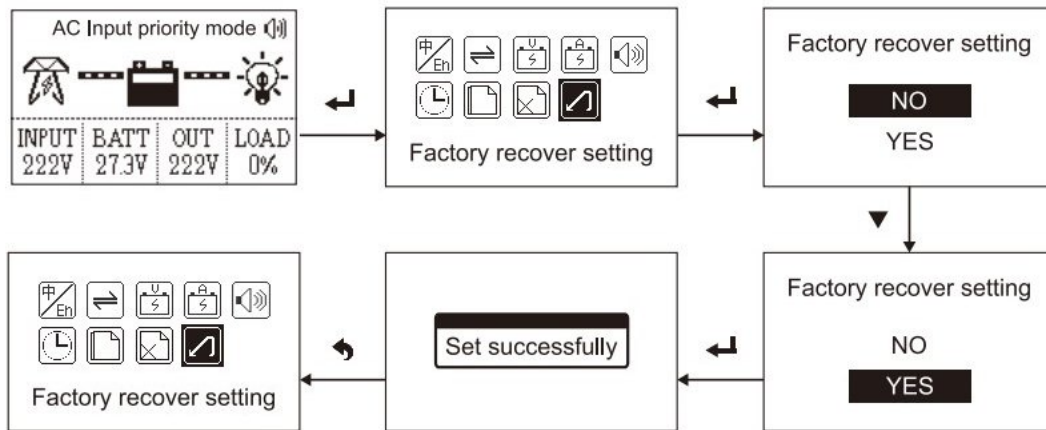 AC Input priority mode
INPUT BATT OUT LOAD
222V 27.3V 222V 0%
中/En V A
Factory recover setting
Factory recover setting
NO
YES
中/En V A
Factory recover setting
Set successfully
Factory recover setting
NO
YES